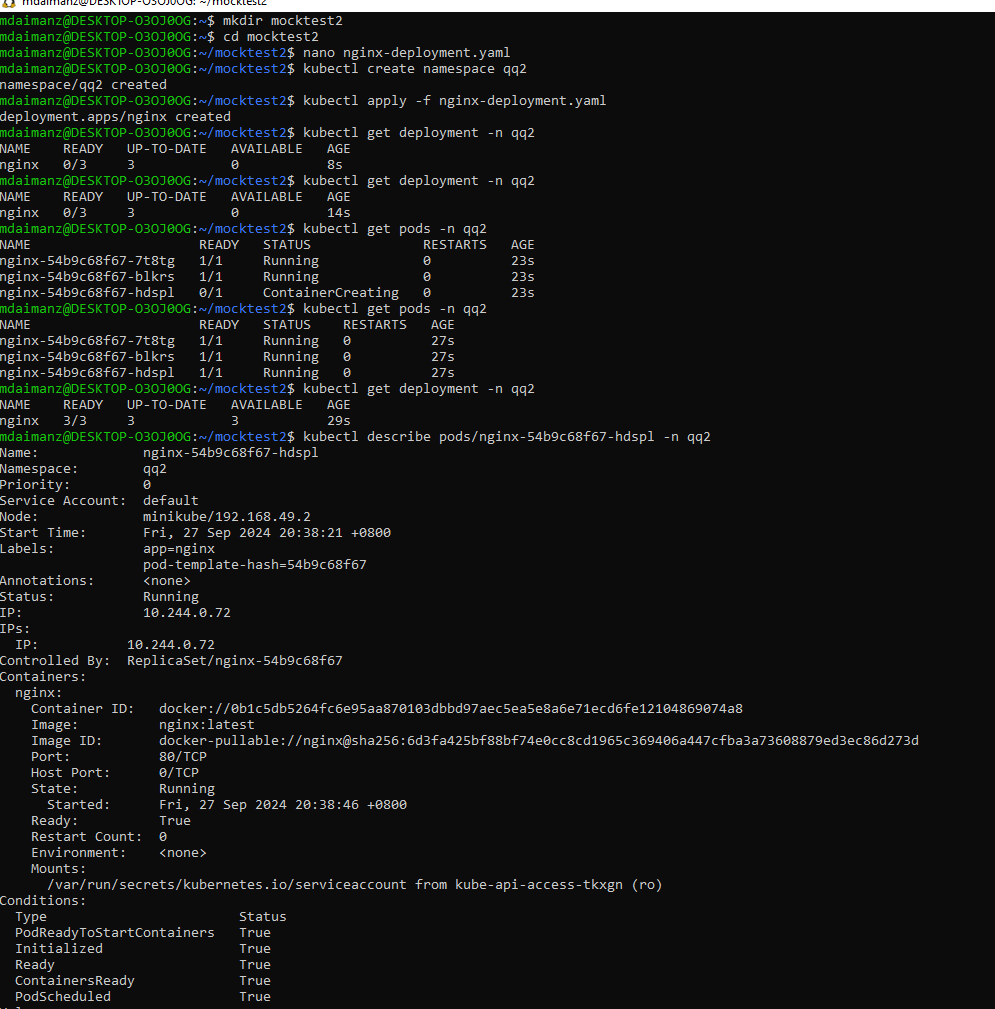 mdaimanz@DESKTOP-O3OJ0OG: ~/mocktest2
mdaimanz@DESKTOP-O3OJ0OG:~$ mkdir mocktest2
mdaimanz@DESKTOP-O3OJ0OG:~$ cd mocktest2
mdaimanz@DESKTOP-O3OJ0OG:~/mocktest2$ nano nginx-deployment.yaml
mdaimanz@DESKTOP-O3OJ0OG:~/mocktest2$ kubectl create namespace qq2
namespace/qq2 created
mdaimanz@DESKTOP-O3OJ0OG:~/mocktest2$ kubectl apply -f nginx-deployment.yaml
deployment.apps/nginx created
mdaimanz@DESKTOP-O3OJ0OG:~/mocktest2$ kubectl get deployment -n qq2
NAME    READY   UP-TO-DATE   AVAILABLE   AGE
nginx   0/3     3            0           8s
mdaimanz@DESKTOP-O3OJ0OG:~/mocktest2$ kubectl get deployment -n qq2
NAME    READY   UP-TO-DATE   AVAILABLE   AGE
nginx   0/3     3            0           14s
mdaimanz@DESKTOP-O3OJ0OG:~/mocktest2$ kubectl get pods -n qq2
NAME                     READY   STATUS              RESTARTS   AGE
nginx-54b9c68f67-7t8tg   1/1     Running             0          23s
nginx-54b9c68f67-blkrs   1/1     Running             0          23s
nginx-54b9c68f67-hdspl   0/1     ContainerCreating   0          23s
mdaimanz@DESKTOP-O3OJ0OG:~/mocktest2$ kubectl get pods -n qq2
NAME                     READY   STATUS    RESTARTS   AGE
nginx-54b9c68f67-7t8tg   1/1     Running   0          27s
nginx-54b9c68f67-blkrs   1/1     Running   0          27s
nginx-54b9c68f67-hdspl   1/1     Running   0          27s
mdaimanz@DESKTOP-O3OJ0OG:~/mocktest2$ kubectl get deployment -n qq2
NAME    READY   UP-TO-DATE   AVAILABLE   AGE
nginx   3/3     3            3           29s
mdaimanz@DESKTOP-O3OJ0OG:~/mocktest2$ kubectl describe pods/nginx-54b9c68f67-hdspl -n qq2
Name:             nginx-54b9c68f67-hdspl
Namespace:        qq2
Priority:         0
Service Account:  default
Node:             minikube/192.168.49.2
Start Time:       Fri, 27 Sep 2024 20:38:21 +0800
Labels:           app=nginx
                  pod-template-hash=54b9c68f67
Annotations:      <none>
Status:           Running
IP:               10.244.0.72
IPs:
  IP:           10.244.0.72
Controlled By:  ReplicaSet/nginx-54b9c68f67
Containers:
  nginx:
    Container ID:   docker://0b1c5db5264fc6e95aa870103dbbd97aec5ea5e8a6e71ecd6fe12104869074a8
    Image:          nginx:latest
    Image ID:       docker-pullable://nginx@sha256:6d3fa425bf88bf74e0cc8cd1965c369406a447cfba3a73608879ed3ec86d273d
    Port:           80/TCP
    Host Port:      0/TCP
    State:          Running
      Started:      Fri, 27 Sep 2024 20:38:46 +0800
    Ready:          True
    Restart Count:  0
    Environment:    <none>
    Mounts:
      /var/run/secrets/kubernetes.io/serviceaccount from kube-api-access-tkxgn (ro)
Conditions:
  Type                        Status
  PodReadyToStartContainers   True
  Initialized                 True
  Ready                       True
  ContainersReady             True
  PodScheduled                True